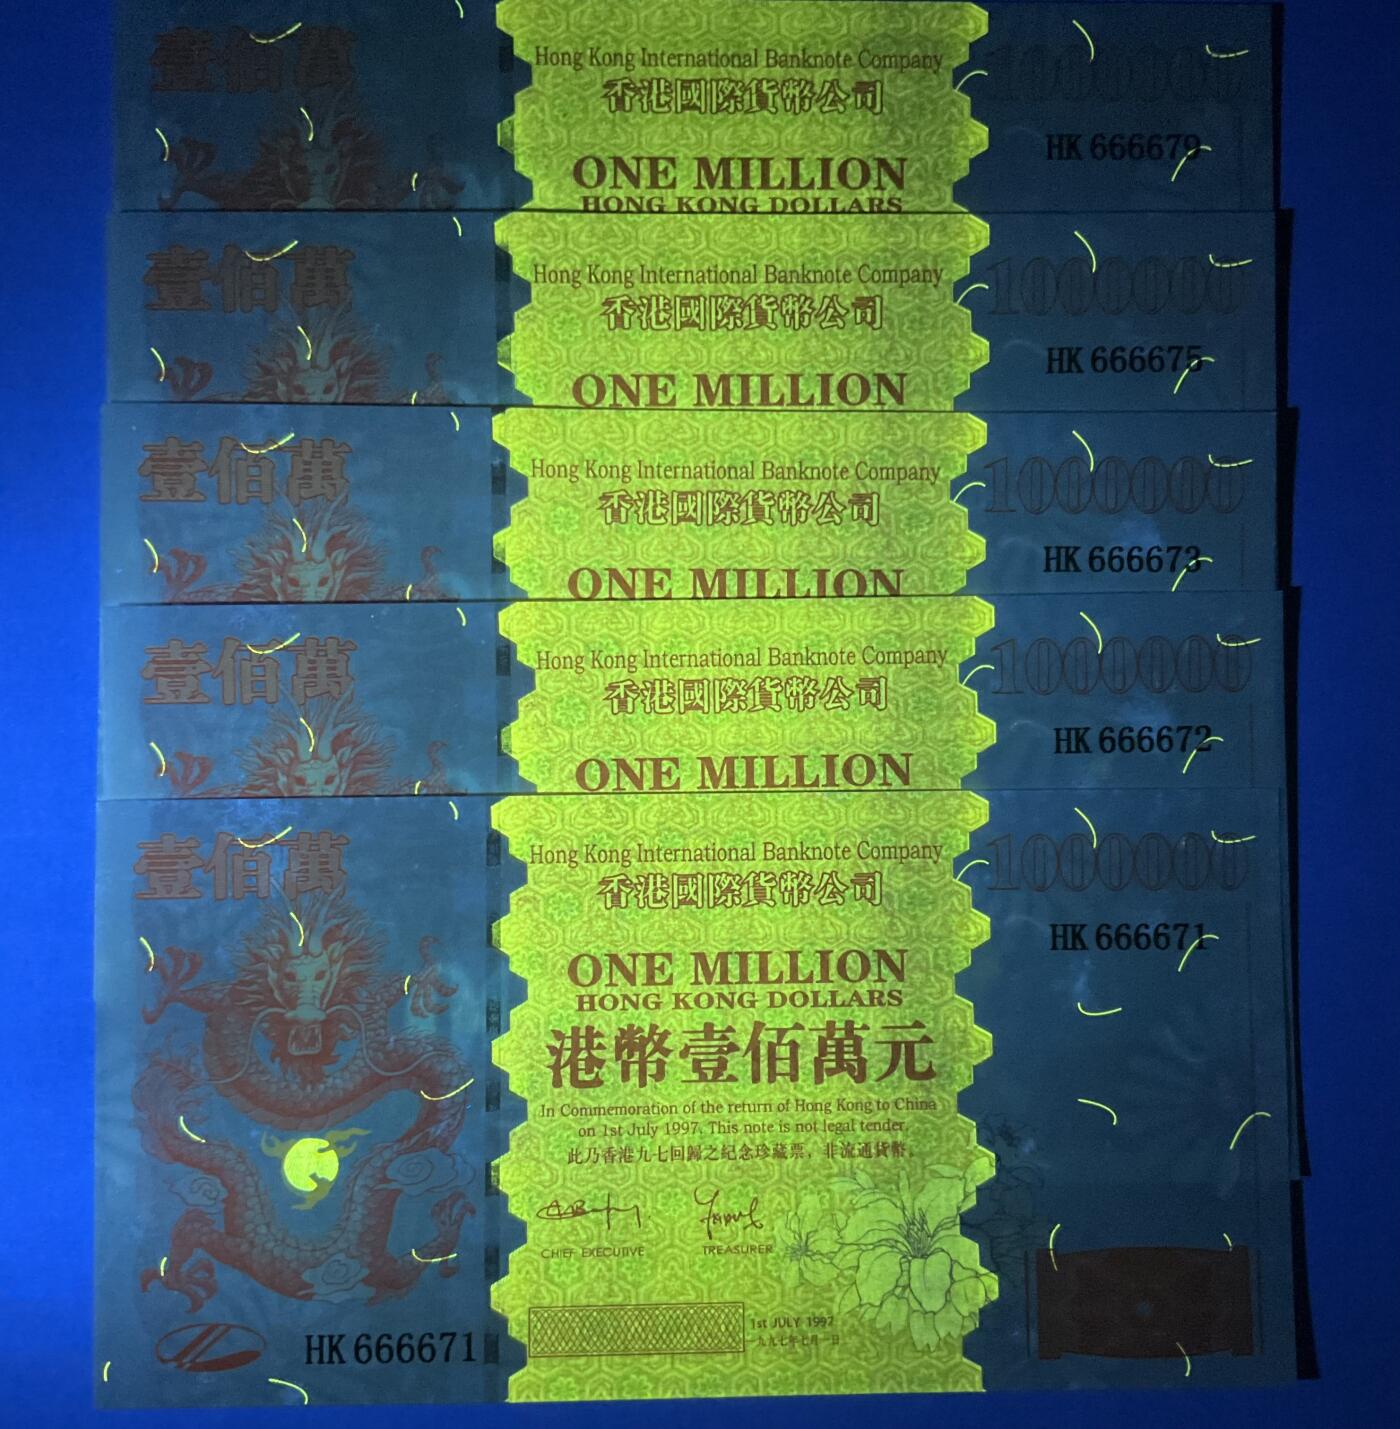 壹佰萬
Hong Kong International Banknote Company
香港國際貨幣公司
1000000
HK 666679
ONE MILLION
HONG KONG DOLLARS
壹佰萬
Hong Kong International Banknote Company
香港國際貨幣公司
1000000
HK 666675
ONE MILLION
壹佰萬
Hong Kong International Banknote Company
香港國際貨幣公司
1000000
HK 666673
ONE MILLION
壹佰萬
Hong Kong International Banknote Company
香港國際貨幣公司
1000000
HK 666672
ONE MILLION
壹佰萬
Hong Kong International Banknote Company
香港國際貨幣公司
1000000
HK 666671
ONE MILLION
HONG KONG DOLLARS
港幣壹佰萬元
In Commemoration of the return of Hong Kong to China
on 1st July 1997. This note is not legal tender.
此乃香港九七回歸之紀念珍藏票，非流通貨幣。
CHIEF EXECUTIVE
TREASURER
1st JULY 1997
一九九七年七月一日
HK 666671